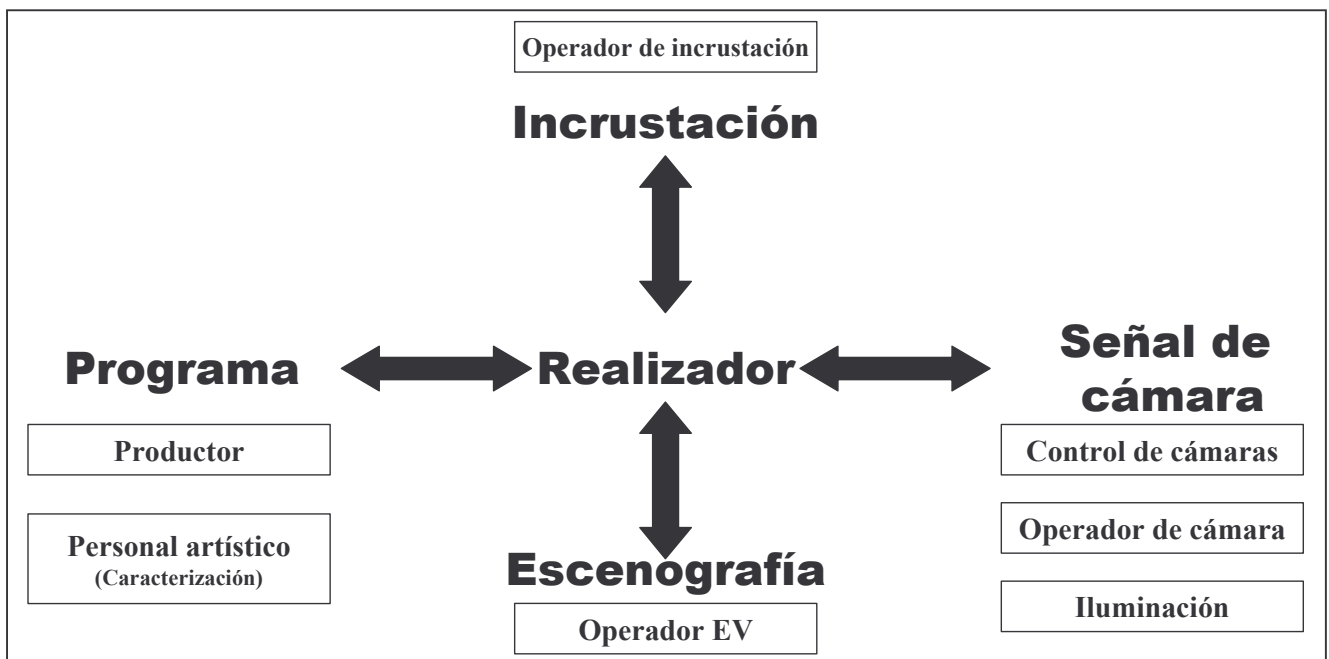 Operador de incrustación
Incrustación
Programa
Realizador
Señal de
cámara
Productor
Personal artístico
(Caracterización)
Control de cámaras
Operador de cámara
Iluminación
Escenografía
Operador EV